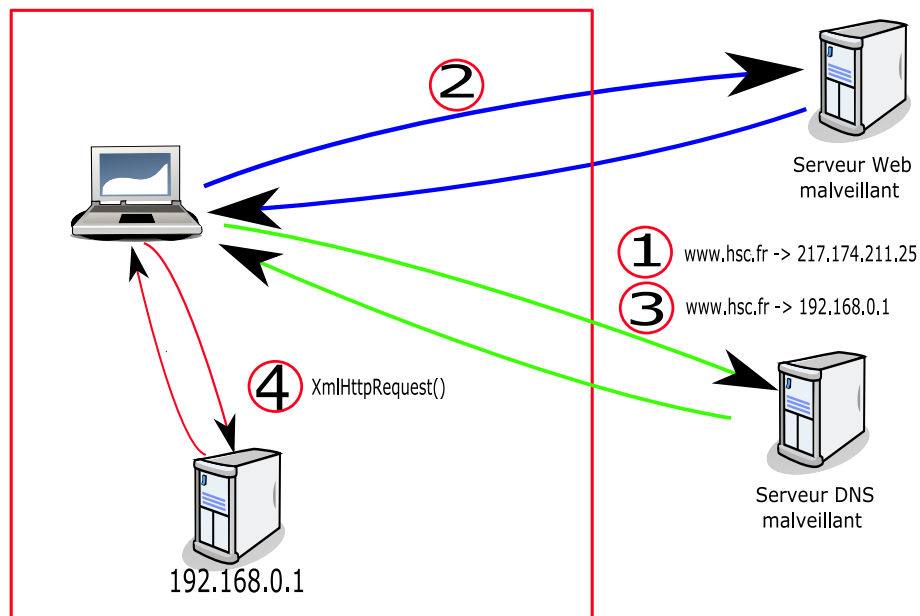 2
Serveur Web
malveillant
1 www.hsc.fr -> 217.174.211.25
3 www.hsc.fr -> 192.168.0.1
4 XmlHttpRequest()
Serveur DNS
malveillant
192.168.0.1